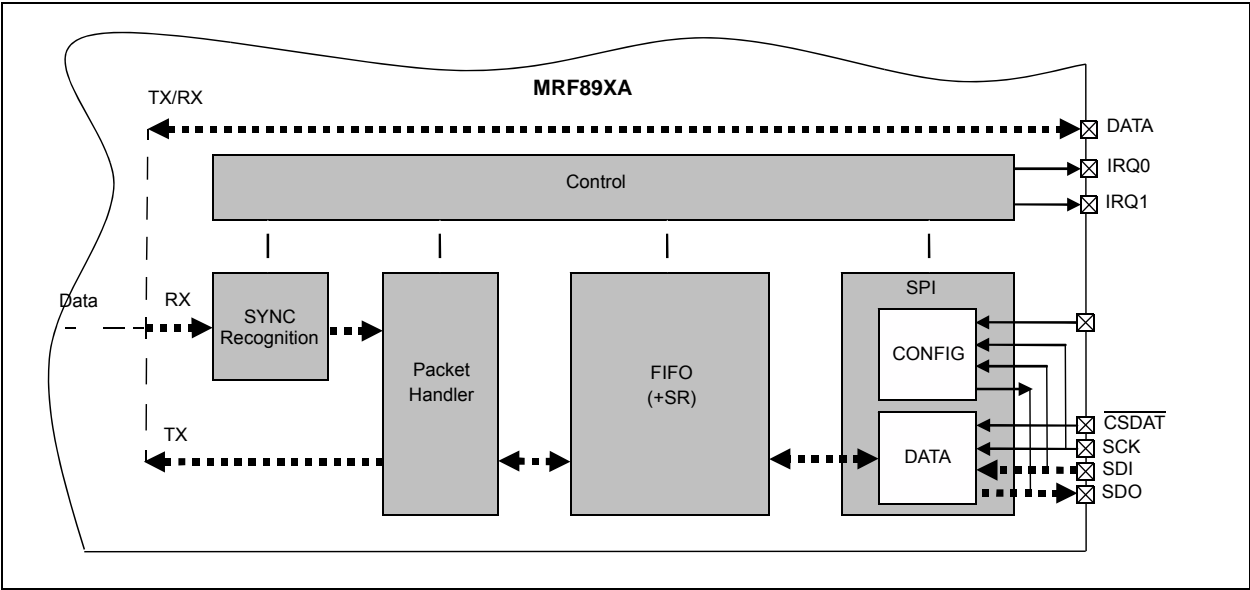 MRF89XA
TX/RX
DATA
Control
IRQ0
IRQ1
Data
RX
SYNC
Recognition
Packet
Handler
FIFO
(+SR)
SPI
CONFIG
DATA
TX
CSDAT
SCK
SDI
SDO